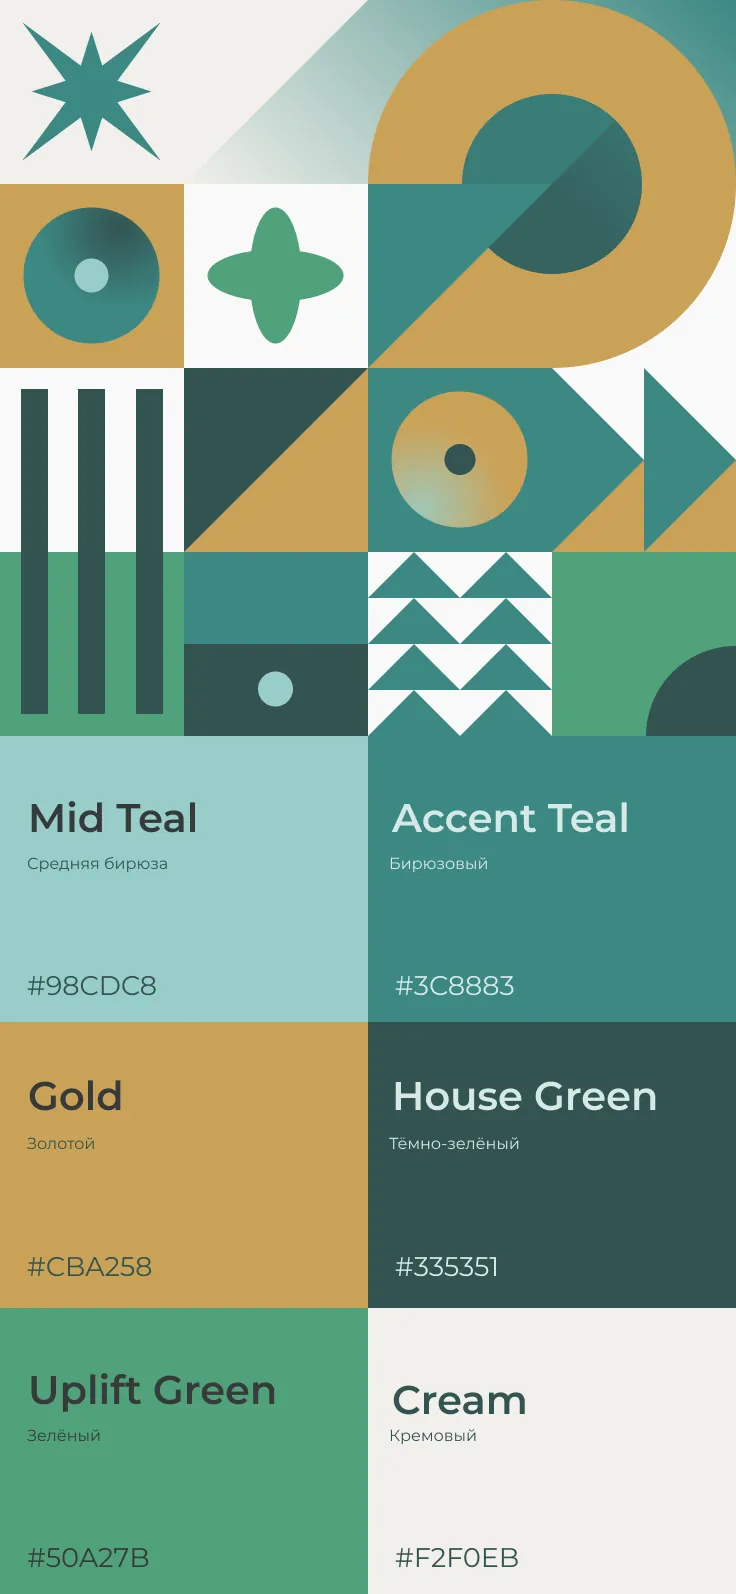 Mid Teal
Средняя бирюза
#98CDC8
Accent Teal
Бирюзовый
#3C8883
Gold
Золотой
#CBA258
House Green
Тёмно-зелёный
#335351
Uplift Green
Зелёный
#50A27B
Cream
Кремовый
#F2F0EB